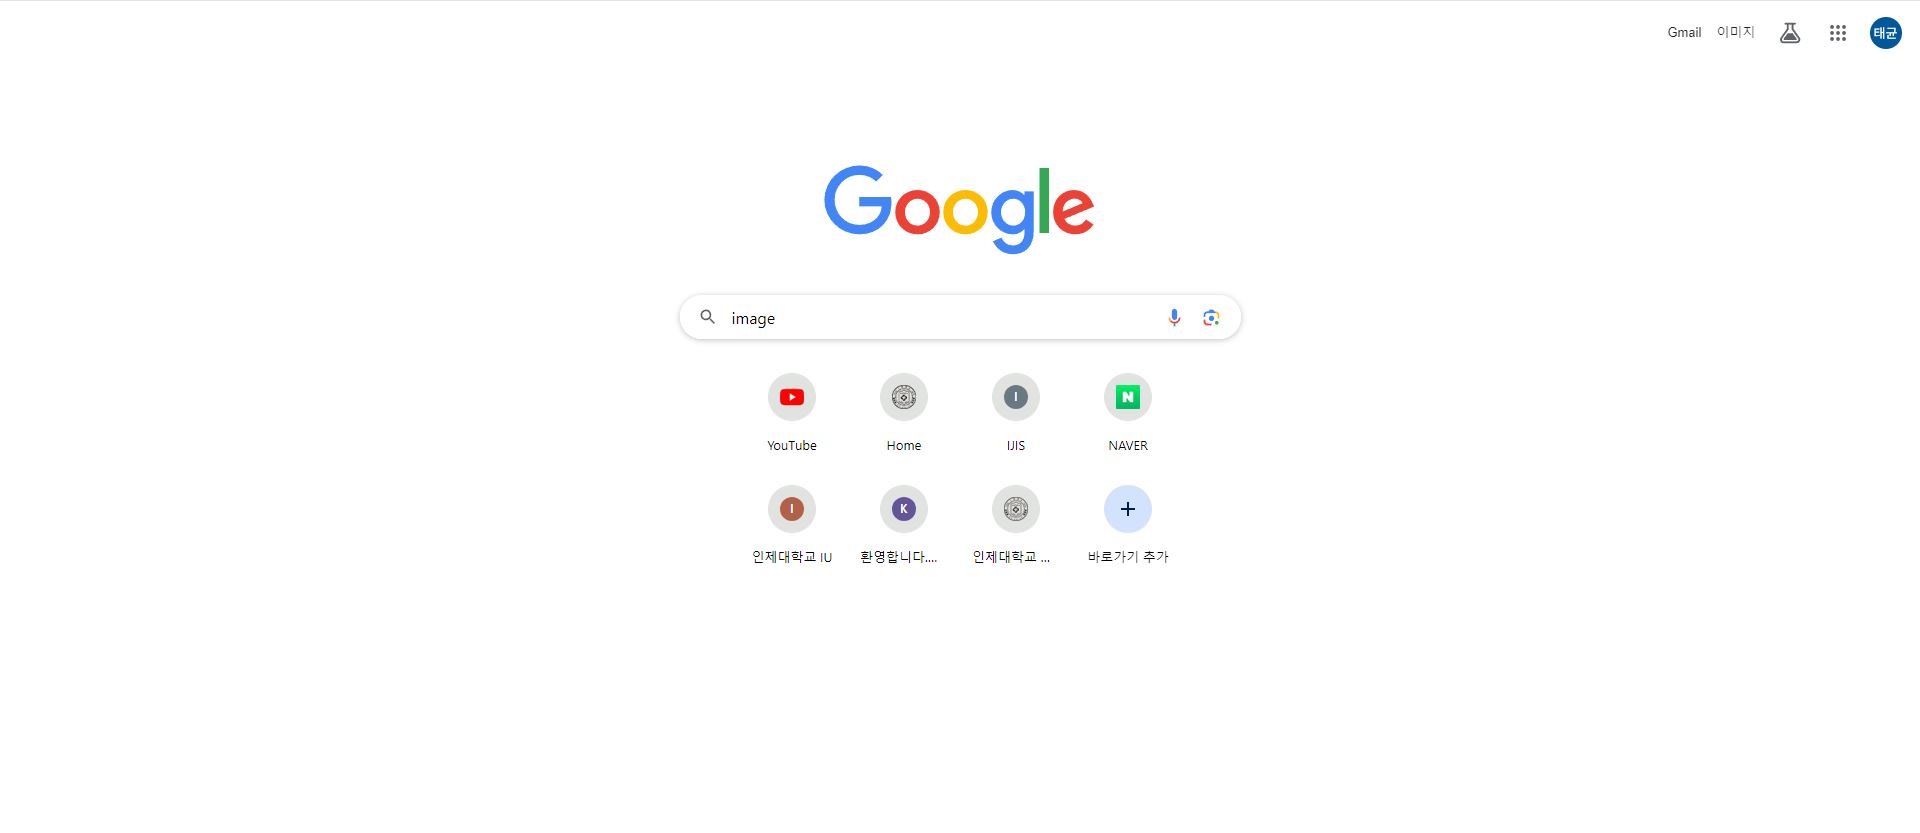 Gmail 이미지 태균
Google
image
I N
YouTube Home IJIS NAVER
I K
인제대학교 IU 환영합니다.... 인제대학교 ... 바로가기 추가